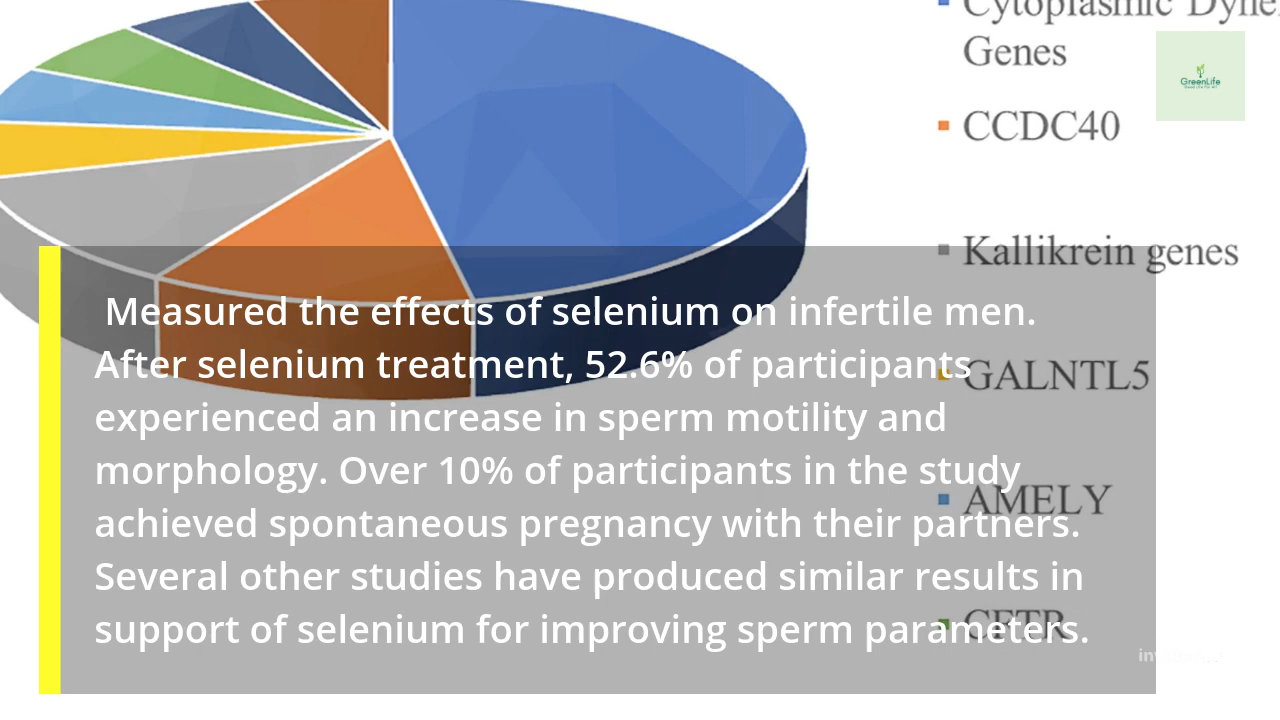 Cytoplasmic
Genes
GreenLife
CCDC40
Kallikrein genes
GALNTL5
AMELY
CFTR
Measured the effects of selenium on infertile men.
After selenium treatment, 52.6% of participants
experienced an increase in sperm motility and
morphology. Over 10% of participants in the study
achieved spontaneous pregnancy with their partners.
Several other studies have produced similar results in
support of selenium for improving sperm parameters.